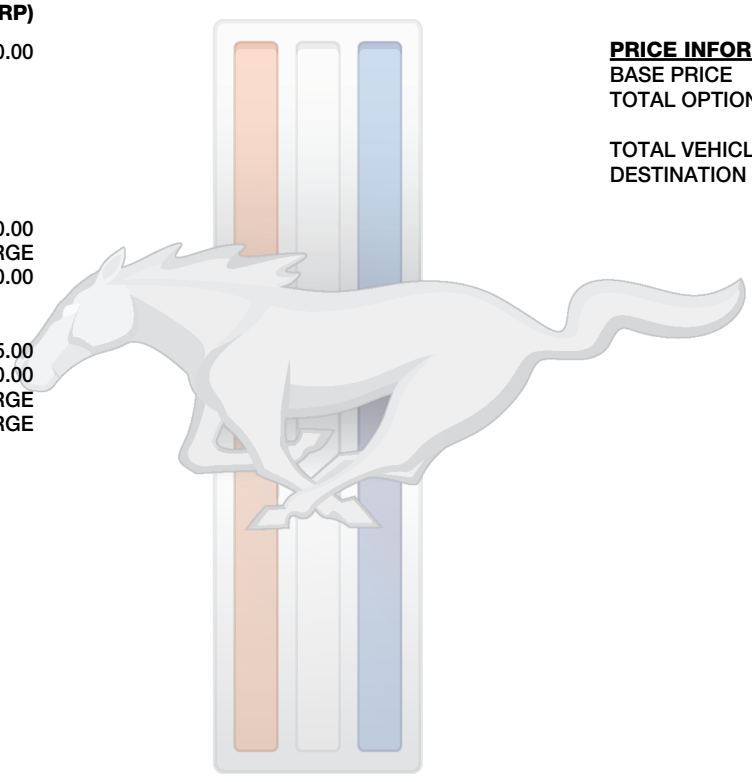 RP)
0.00
0.00
RGE
0.00
5.00
0.00
RGE
RGE
PRICE INFOR
BASE PRICE
TOTAL OPTION
TOTAL VEHICL
DESTINATION